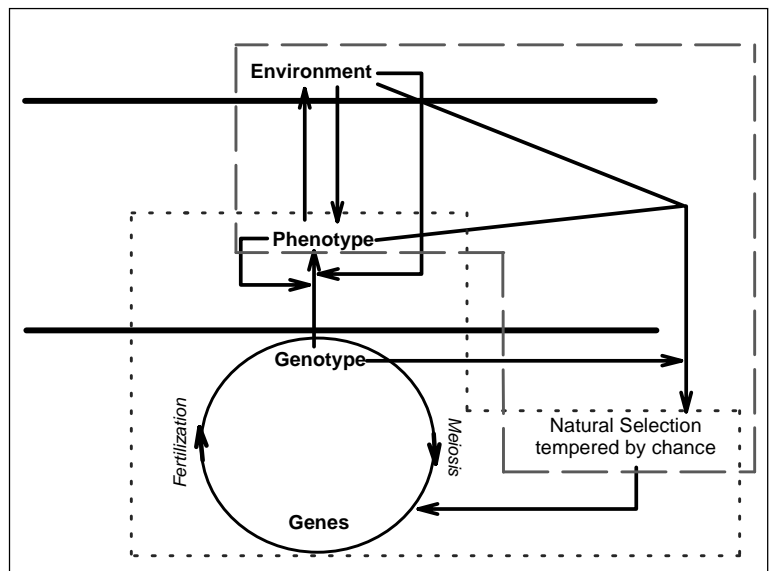 Environment
Phenotype
Genotype
Fertilization
Meiosis
Natural Selection
tempered by chance
Genes